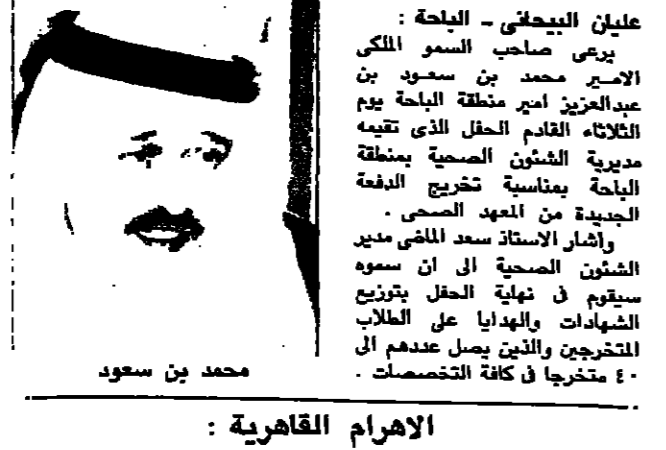 عليان البيحانى - الباحة :
يرعى صاحب السمو الملكى
الامير محمد بن سعود بن
عبدالعزيز امير منطقة الباحة يوم
الثلاثاء القادم الحفل الذى تقيمه
مديرية الشئون الصحية بمنطقة
الباحة بمناسبة تخريج الدفعة
الجديدة من المعهد الصحى .
واشار الاستاذ سعد الماضى مدير
الشئون الصحية الى ان سموه
سيقوم فى نهاية الحفل بتوزيع
الشهادات والهدايا على الطلاب
المتخرجين والذين يصل عددهم الى
٤٠ متخرجا فى كافة التخصصات .
محمد بن سعود
الاهرام القاهرية :